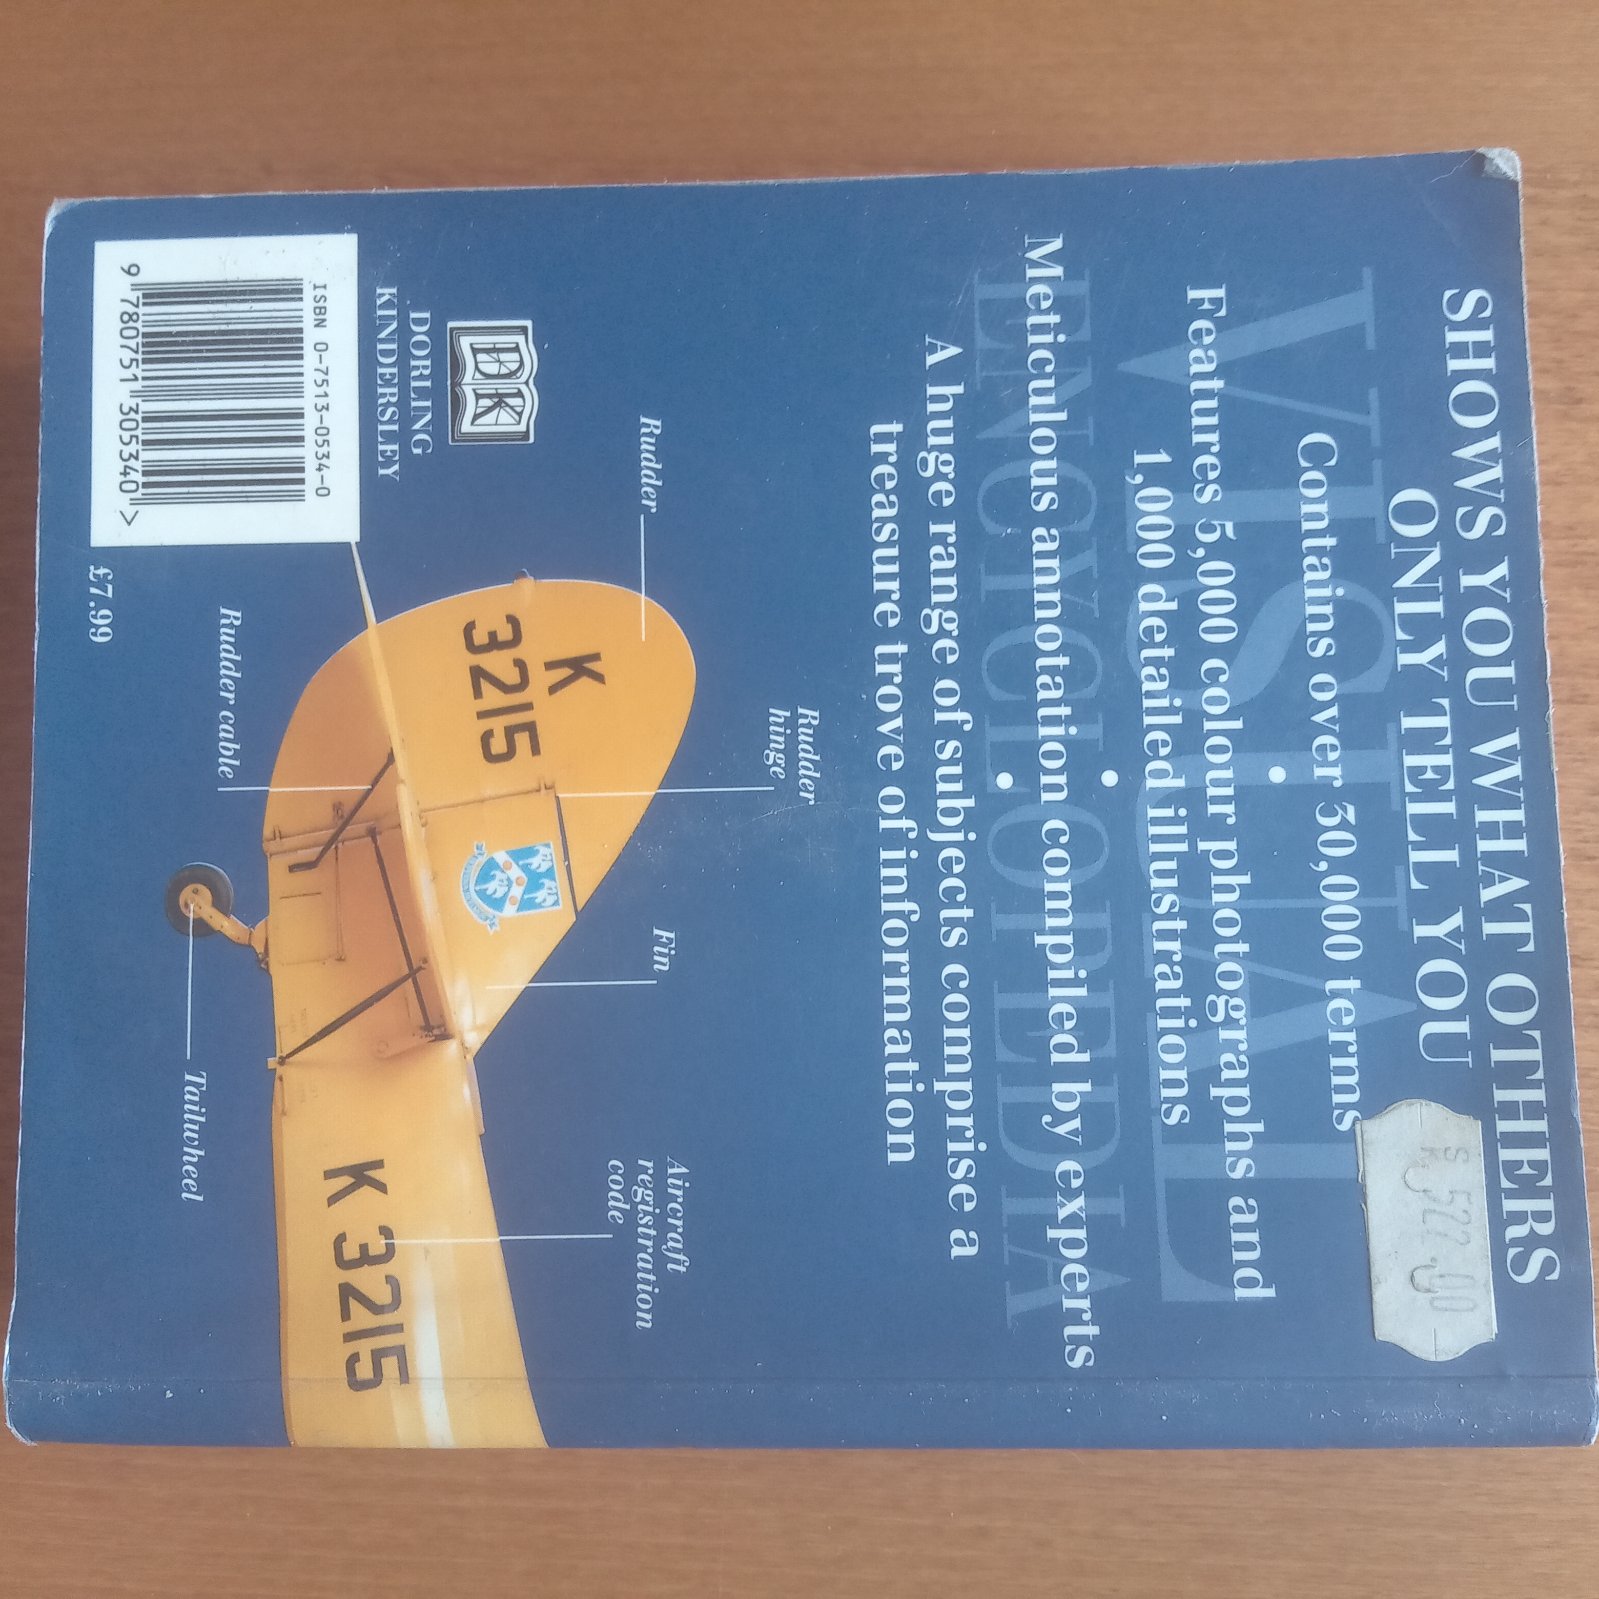 SHOWS YOU WHAT OTHERS
ONLY TELL YOU
VISUAL
ENCYCLOPEDIA
Contains over 30,000 terms
Features 5,000 colour photographs and
1,000 detailed illustrations
Meticulous annotation compiled by experts
A huge range of subjects comprise a
treasure trove of information
522.00
Rudder
hinge
Rudder
Fin
Aircraft
registration
code
K
3215
K 3215
Rudder cable
Tailwheel
DK
DORLING
KINDERSLEY
ISBN 0-7513-0534-0
9 780751 305340 >
£7.99